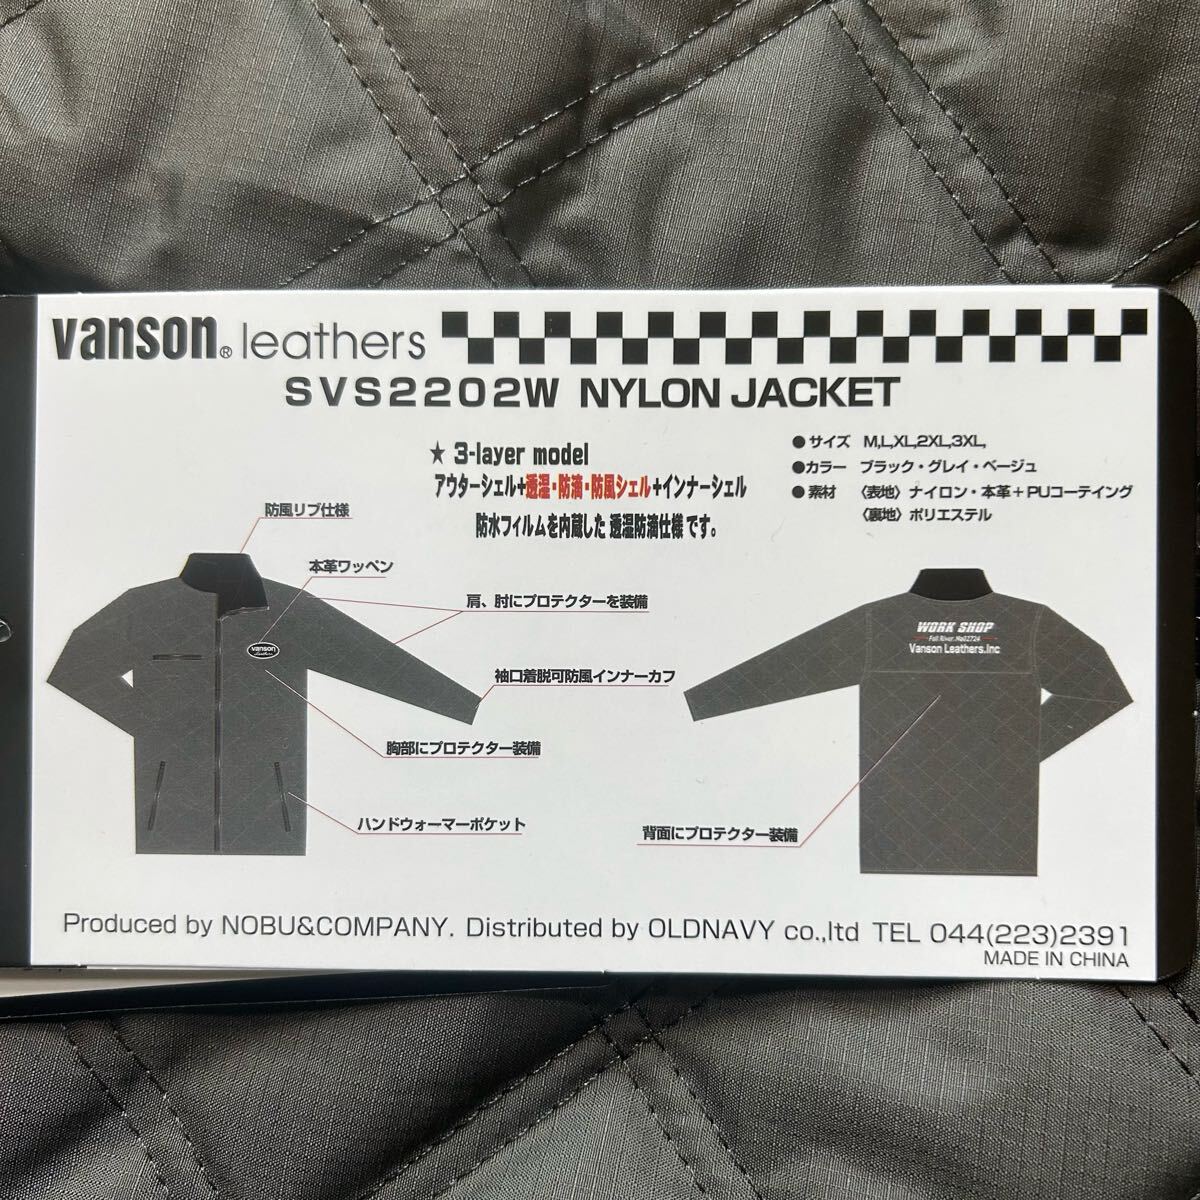 vanson® leathers
SVS2202W NYLON JACKET
★ 3-layer model
アウターシェル+透湿・防滴・防風シェル+インナーシェル
防水フィルムを内蔵した 透湿防滴仕様 です。
●サイズ M,L,XL,2XL,3XL,
●カラー ブラック・グレイ・ベージュ
●素材 〈表地〉ナイロン・本革+PUコーテイング
〈裏地〉ポリエステル
防風リブ仕様
本革ワッペン
肩、肘にプロテクターを装備
袖口着脱可防風インナーカフ
胸部にプロテクター装備
ハンドウォーマーポケット
vanson
Leathers
WORK SHOP
Fall River.Ma02724
Vanson Leathers.Inc
背面にプロテクター装備
Produced by NOBU&COMPANY. Distributed by OLDNAVY co.,ltd TEL 044(223)2391
MADE IN CHINA